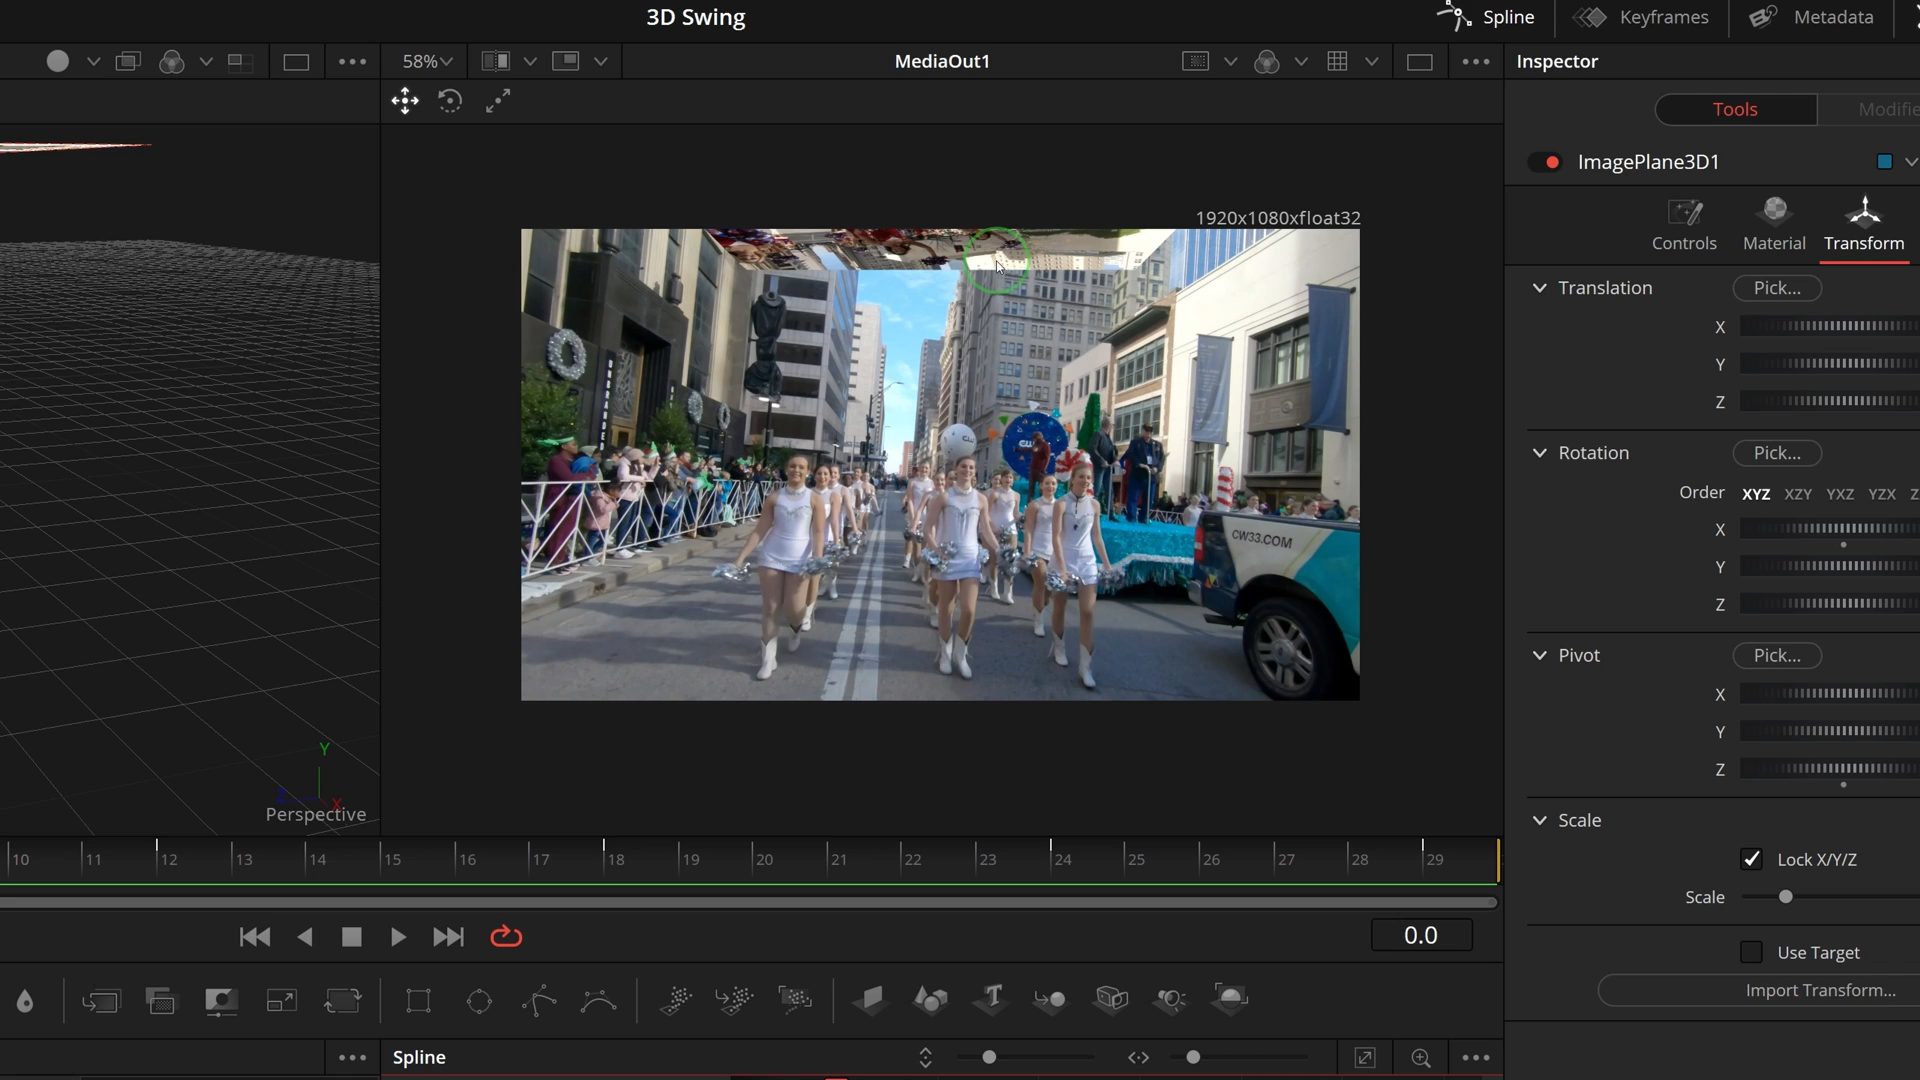 3D Swing
Spline
Keyframes
Metadata
58%
MediaOut1
Inspector
Tools
Modifie
ImagePlane3D1
1920x1080xfloat32
Controls
Material
Transform
Translation
Pick...
X
Y
Z
Rotation
Pick...
Order
XYZ XZY YXZ YZX Z
X
Y
Z
Pivot
Pick...
X
Y
Z
Scale
Lock X/Y/Z
Scale
Use Target
Import Transform...
UNBRANDED
CW33.COM
Y
X
Perspective
10 11 12 13 14 15 16 17 18 19 20 21 22 23 24 25 26 27 28 29
0.0
Spline